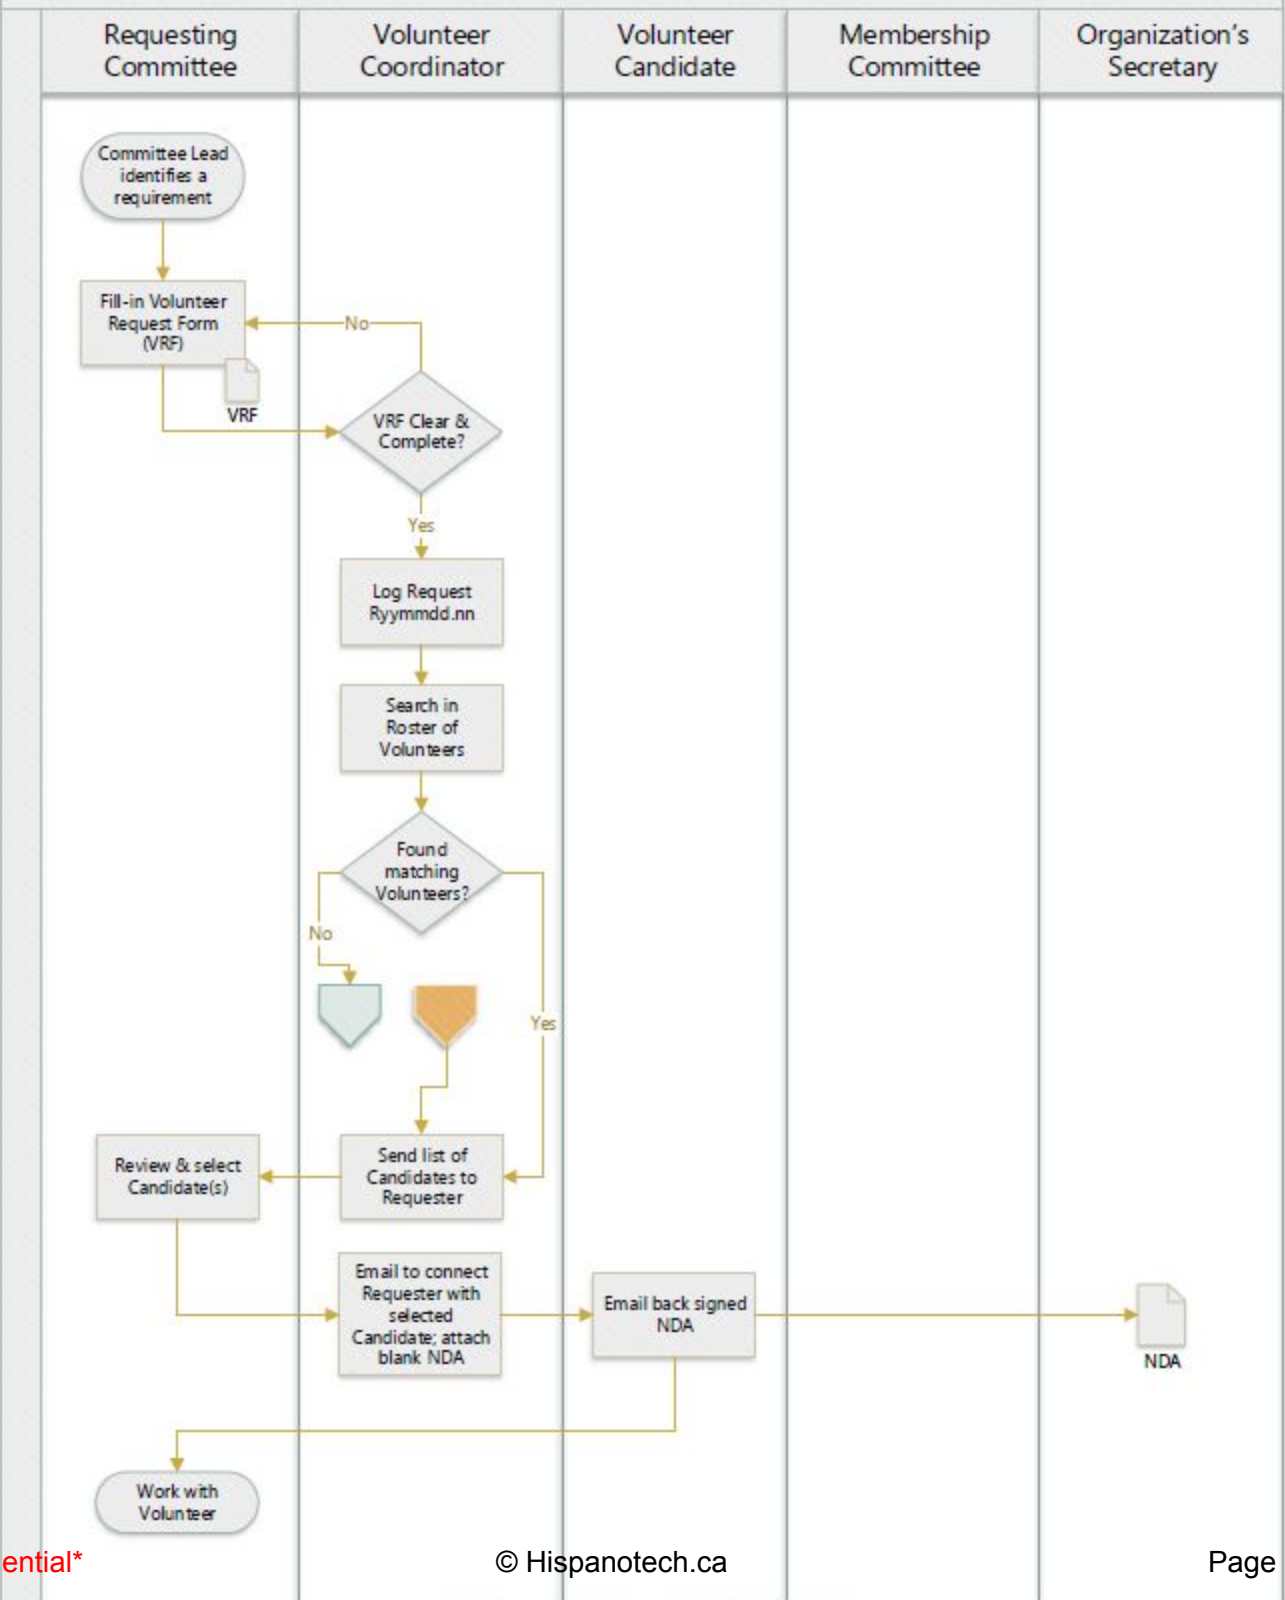 Requesting
Committee
Volunteer
Coordinator
Volunteer
Candidate
Membership
Committee
Organization's
Secretary
Committee Lead
identifies a
requirement
Fill-in Volunteer
Request Form
(VRF)
No
VRF
VRF Clear &
Complete?
Yes
Log Request
Ryymmdd.nn
Search in
Roster of
Volunteers
Found
matching
Volunteers?
No
Yes
Send list of
Candidates to
Requester
Review & select
Candidate(s)
Email to connect
Requester with
selected
Candidate; attach
blank NDA
Email back signed
NDA
NDA
Work with
Volunteer
ential*
© Hispanotech.ca
Page